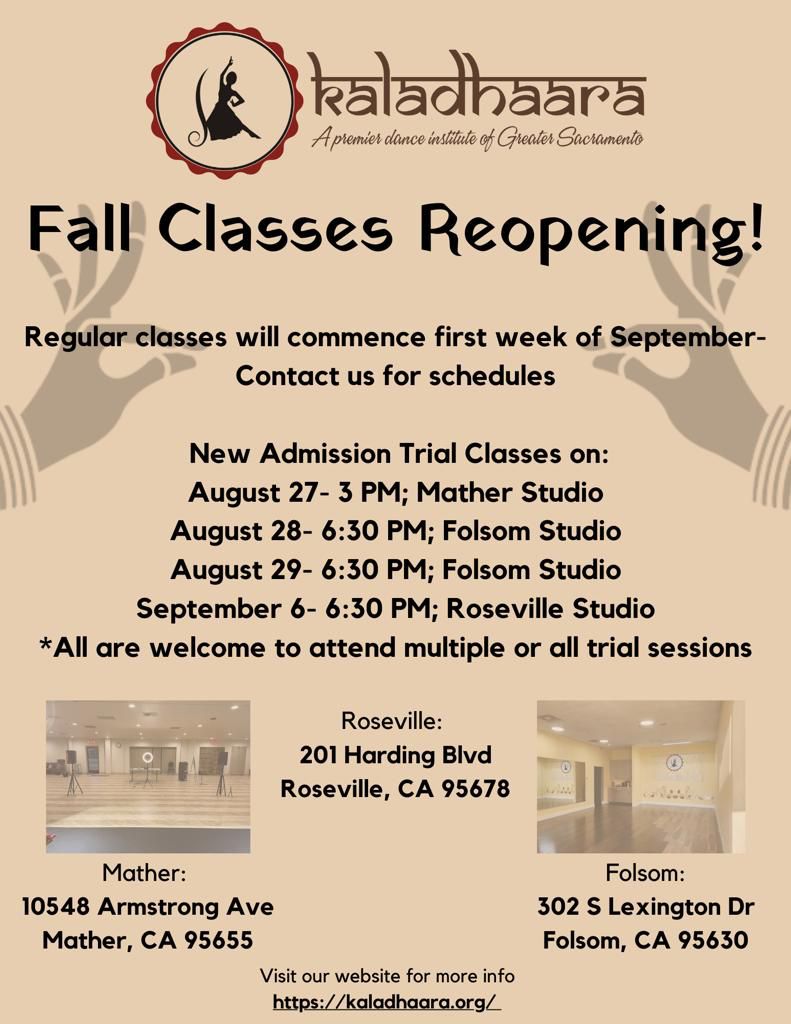 kaladhaara
A premier dance institute of Greater Sacramento
Fall Classes Reopening!
Regular classes will commence first week of September-
Contact us for schedules
New Admission Trial Classes on:
August 27- 3 PM; Mather Studio
August 28- 6:30 PM; Folsom Studio
August 29- 6:30 PM; Folsom Studio
September 6- 6:30 PM; Roseville Studio
*All are welcome to attend multiple or all trial sessions
Roseville:
201 Harding Blvd
Roseville, CA 95678
Mather:
10548 Armstrong Ave
Mather, CA 95655
Folsom:
302 S Lexington Dr
Folsom, CA 95630
Visit our website for more info
https://kaladhaara.org/